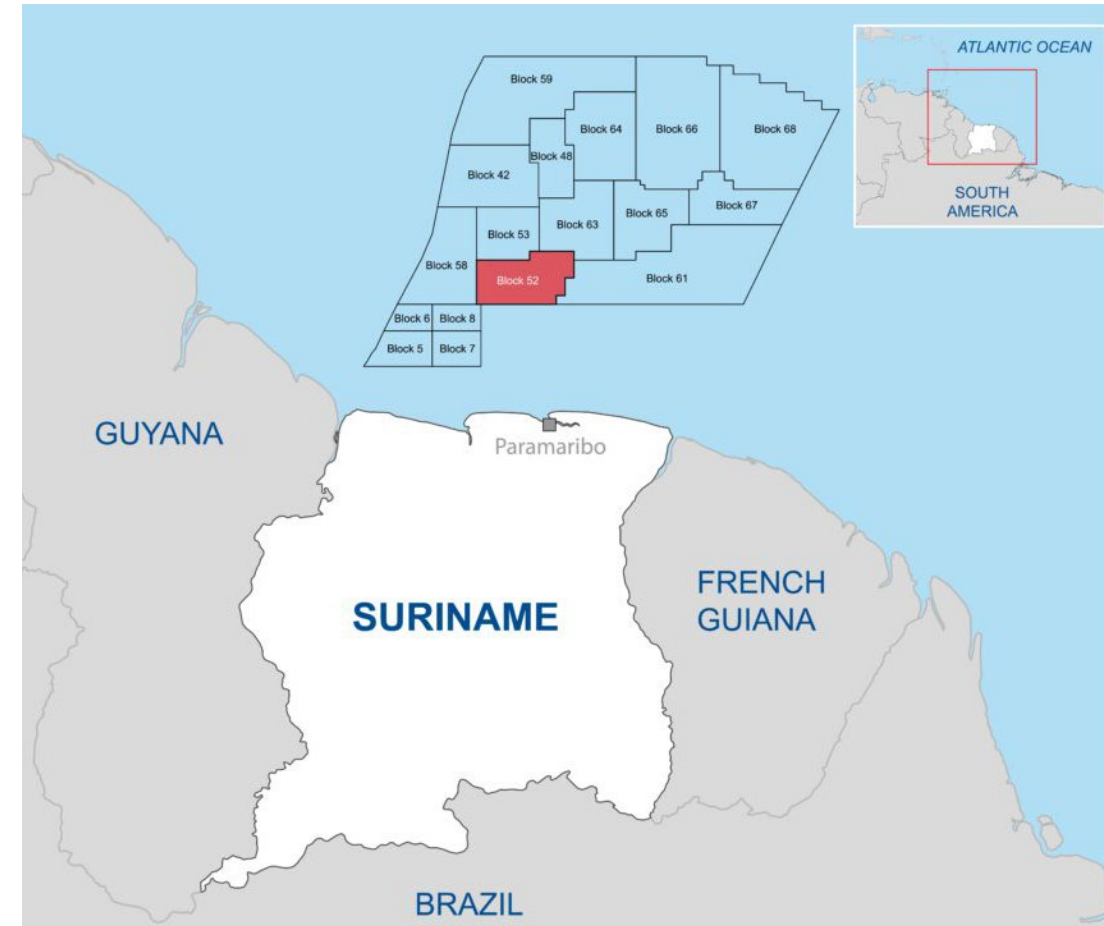 ATLANTIC OCEAN
SOUTH
AMERICA
Block 59
Block 64
Block 66
Block 68
Block 48
Block 42
Block 65
Block 67
Block 53
Block 63
Block 58
Block 52
Block 61
Block 6
Block 8
Block 5
Block 7
GUYANA
Paramaribo
SURINAME
FRENCH
GUIANA
BRAZIL